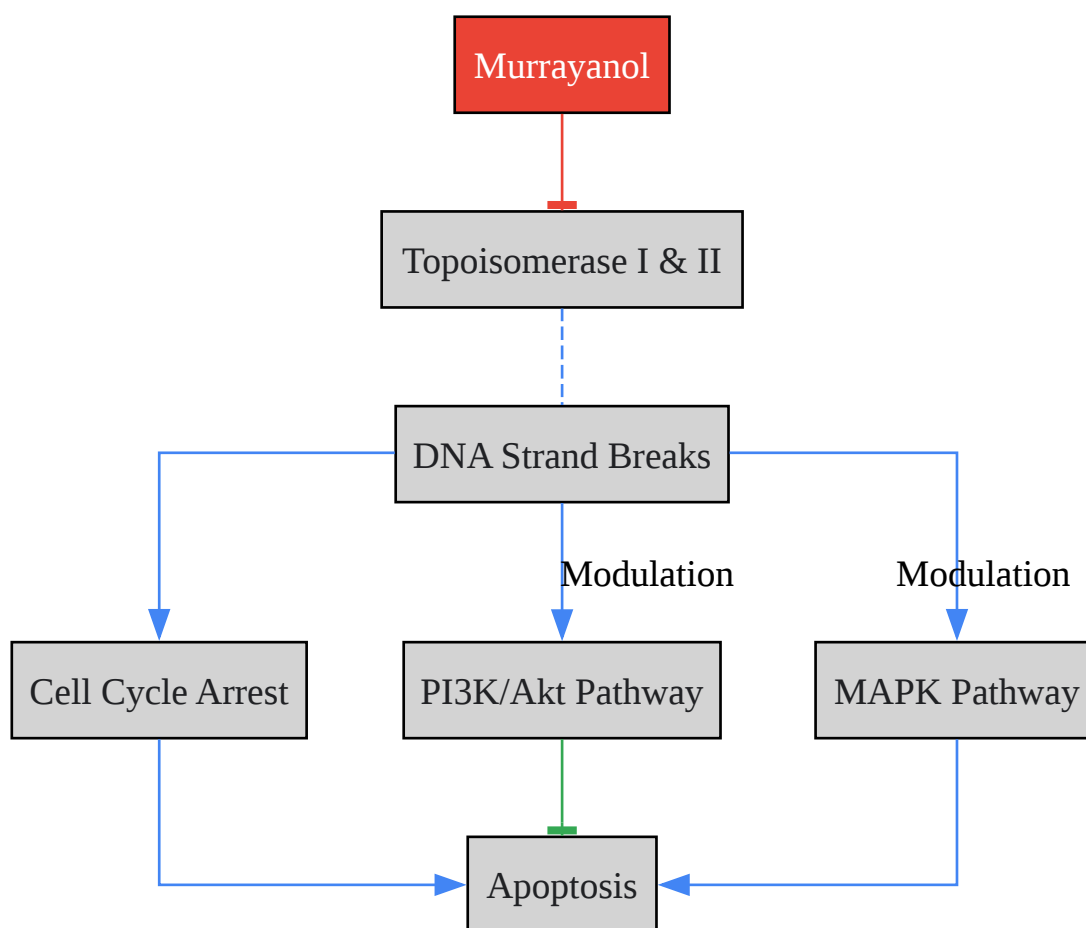 Murrayanol
Topoisomerase I & II
DNA Strand Breaks
Modulation
Modulation
Cell Cycle Arrest
PI3K/Akt Pathway
MAPK Pathway
Apoptosis